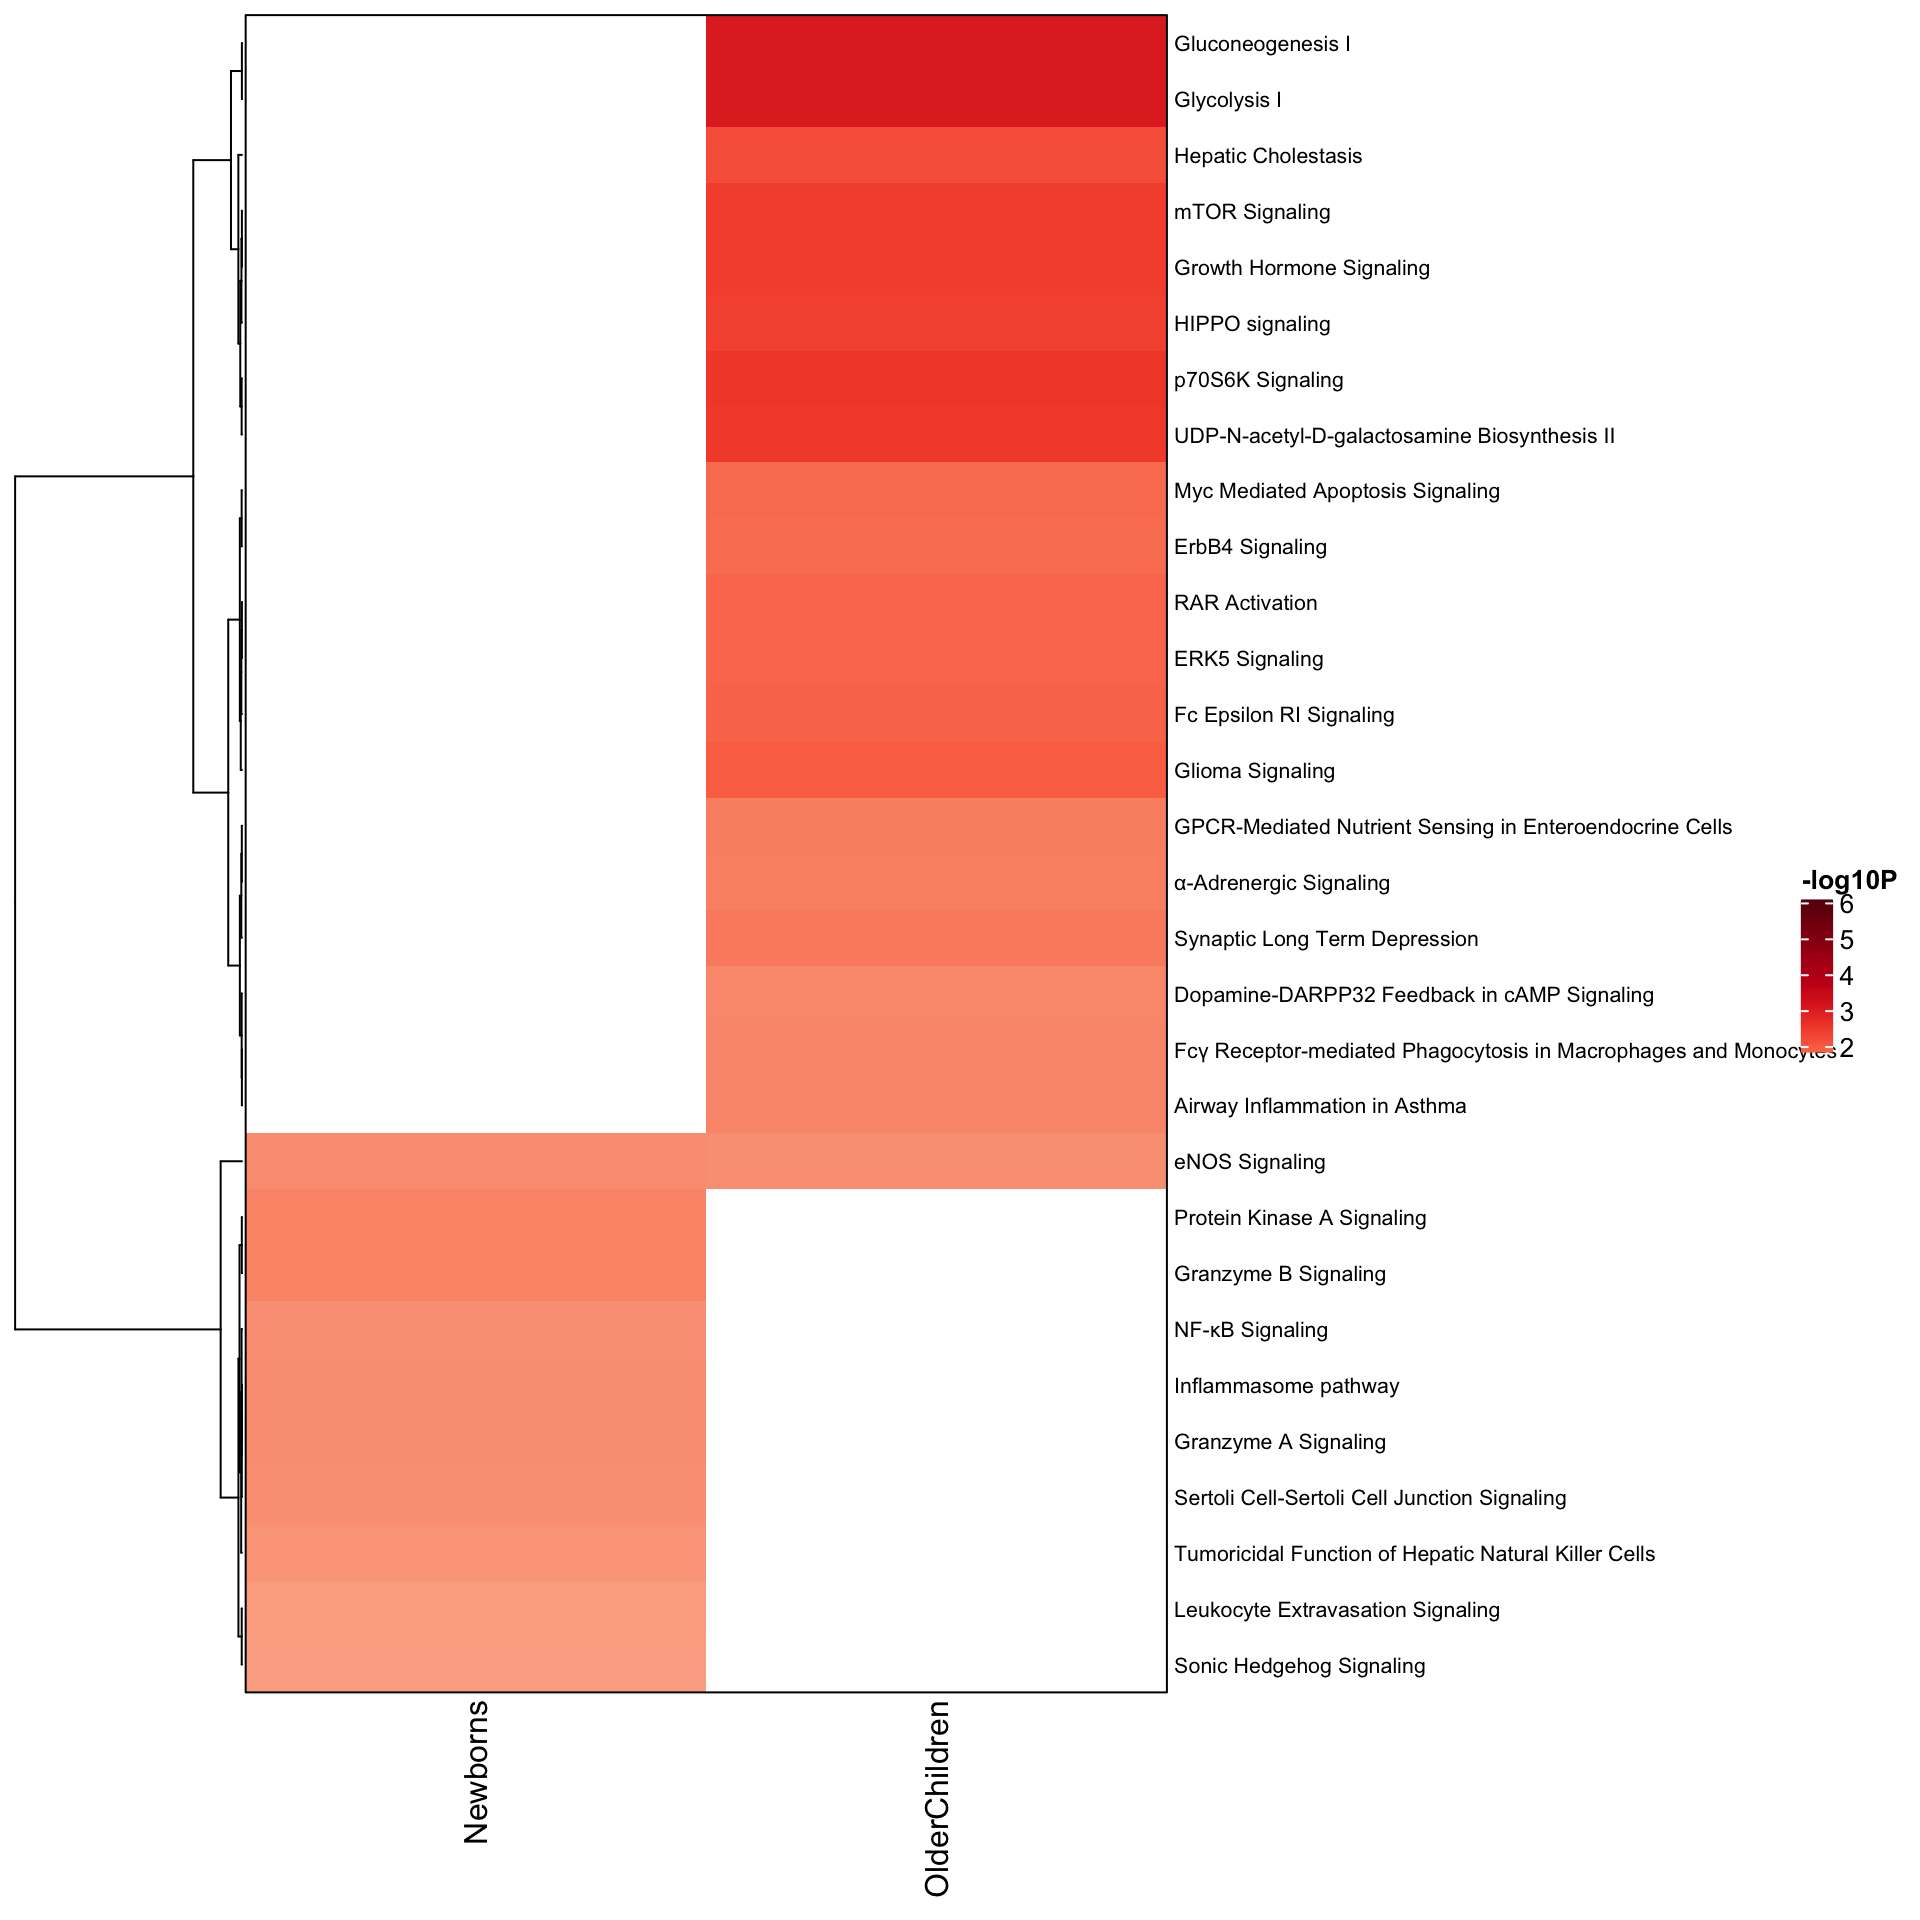 Gluconeogenesis I
Glycolysis I
Hepatic Cholestasis
mTOR Signaling
Growth Hormone Signaling
HIPPO signaling
p70S6K Signaling
UDP-N-acetyl-D-galactosamine Biosynthesis II
Myc Mediated Apoptosis Signaling
ErbB4 Signaling
RAR Activation
ERK5 Signaling
Fc Epsilon RI Signaling
Glioma Signaling
GPCR-Mediated Nutrient Sensing in Enteroendocrine Cells
α-Adrenergic Signaling
Synaptic Long Term Depression
Dopamine-DARPP32 Feedback in cAMP Signaling
Fcγ Receptor-mediated Phagocytosis in Macrophages and Monocytes
Airway Inflammation in Asthma
eNOS Signaling
Protein Kinase A Signaling
Granzyme B Signaling
NF-κB Signaling
Inflammasome pathway
Granzyme A Signaling
Sertoli Cell-Sertoli Cell Junction Signaling
Tumoricidal Function of Hepatic Natural Killer Cells
Leukocyte Extravasation Signaling
Sonic Hedgehog Signaling
-log10P
6
5
4
3
2
Newborns
OlderChildren